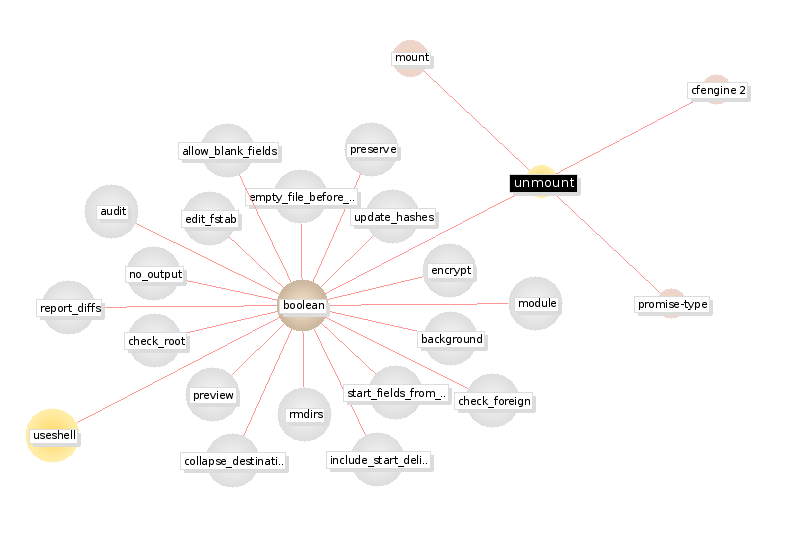 mount
cfengine 2
allow_blank_fields
preserve
unmount
empty_file_before_..
audit
edit_fstab
update_hashes
no_output
encrypt
report_diffs
boolean
module
promise-type
check_root
background
preview
start_fields_from_..
check_foreign
rmdirs
useshell
collapse_destinati..
include_start_deli..